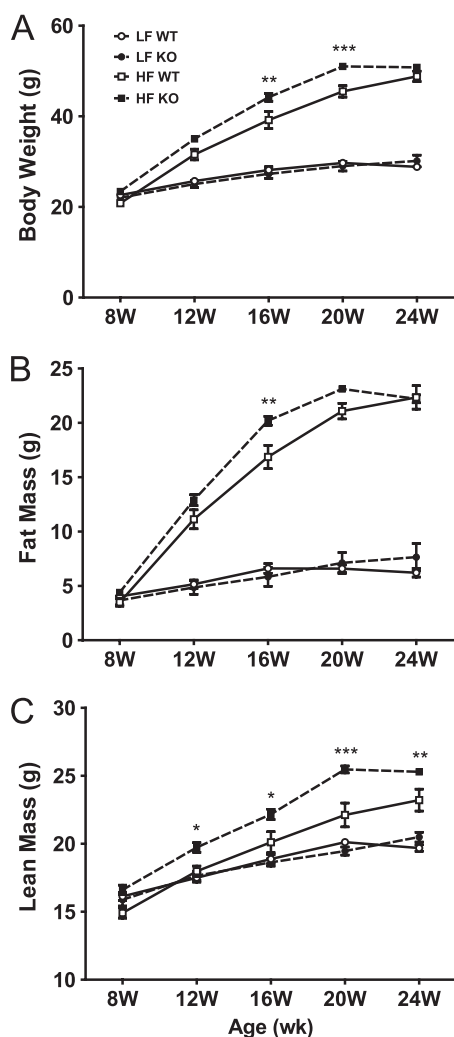 A
LF WT
LF KO
HF WT
HF KO
Body Weight (g)
60
40
20
0
**
***
8W 12W 16W 20W 24W
B
Fat Mass (g)
25
20
15
10
5
0
**
8W 12W 16W 20W 24W
C
Lean Mass (g)
30
25
20
15
10
*
*
***
**
8W 12W 16W 20W 24W
Age (wk)